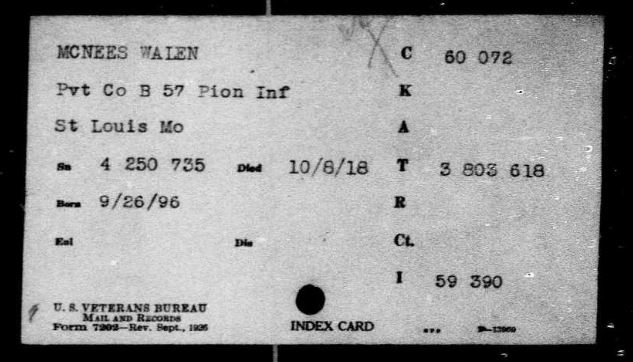 MCNEES WALEN C 60 072
Pvt Co B 57 Pion Inf K
St Louis Mo A
Sn 4 250 735 Died 10/8/18 T 3 803 618
Born 9/26/96 R
Enl Dis Ct.
I 59 390
U. S. VETERANS BUREAU
MAIL AND RECORDS
Form 7202—Rev. Sept., 1926 INDEX CARD